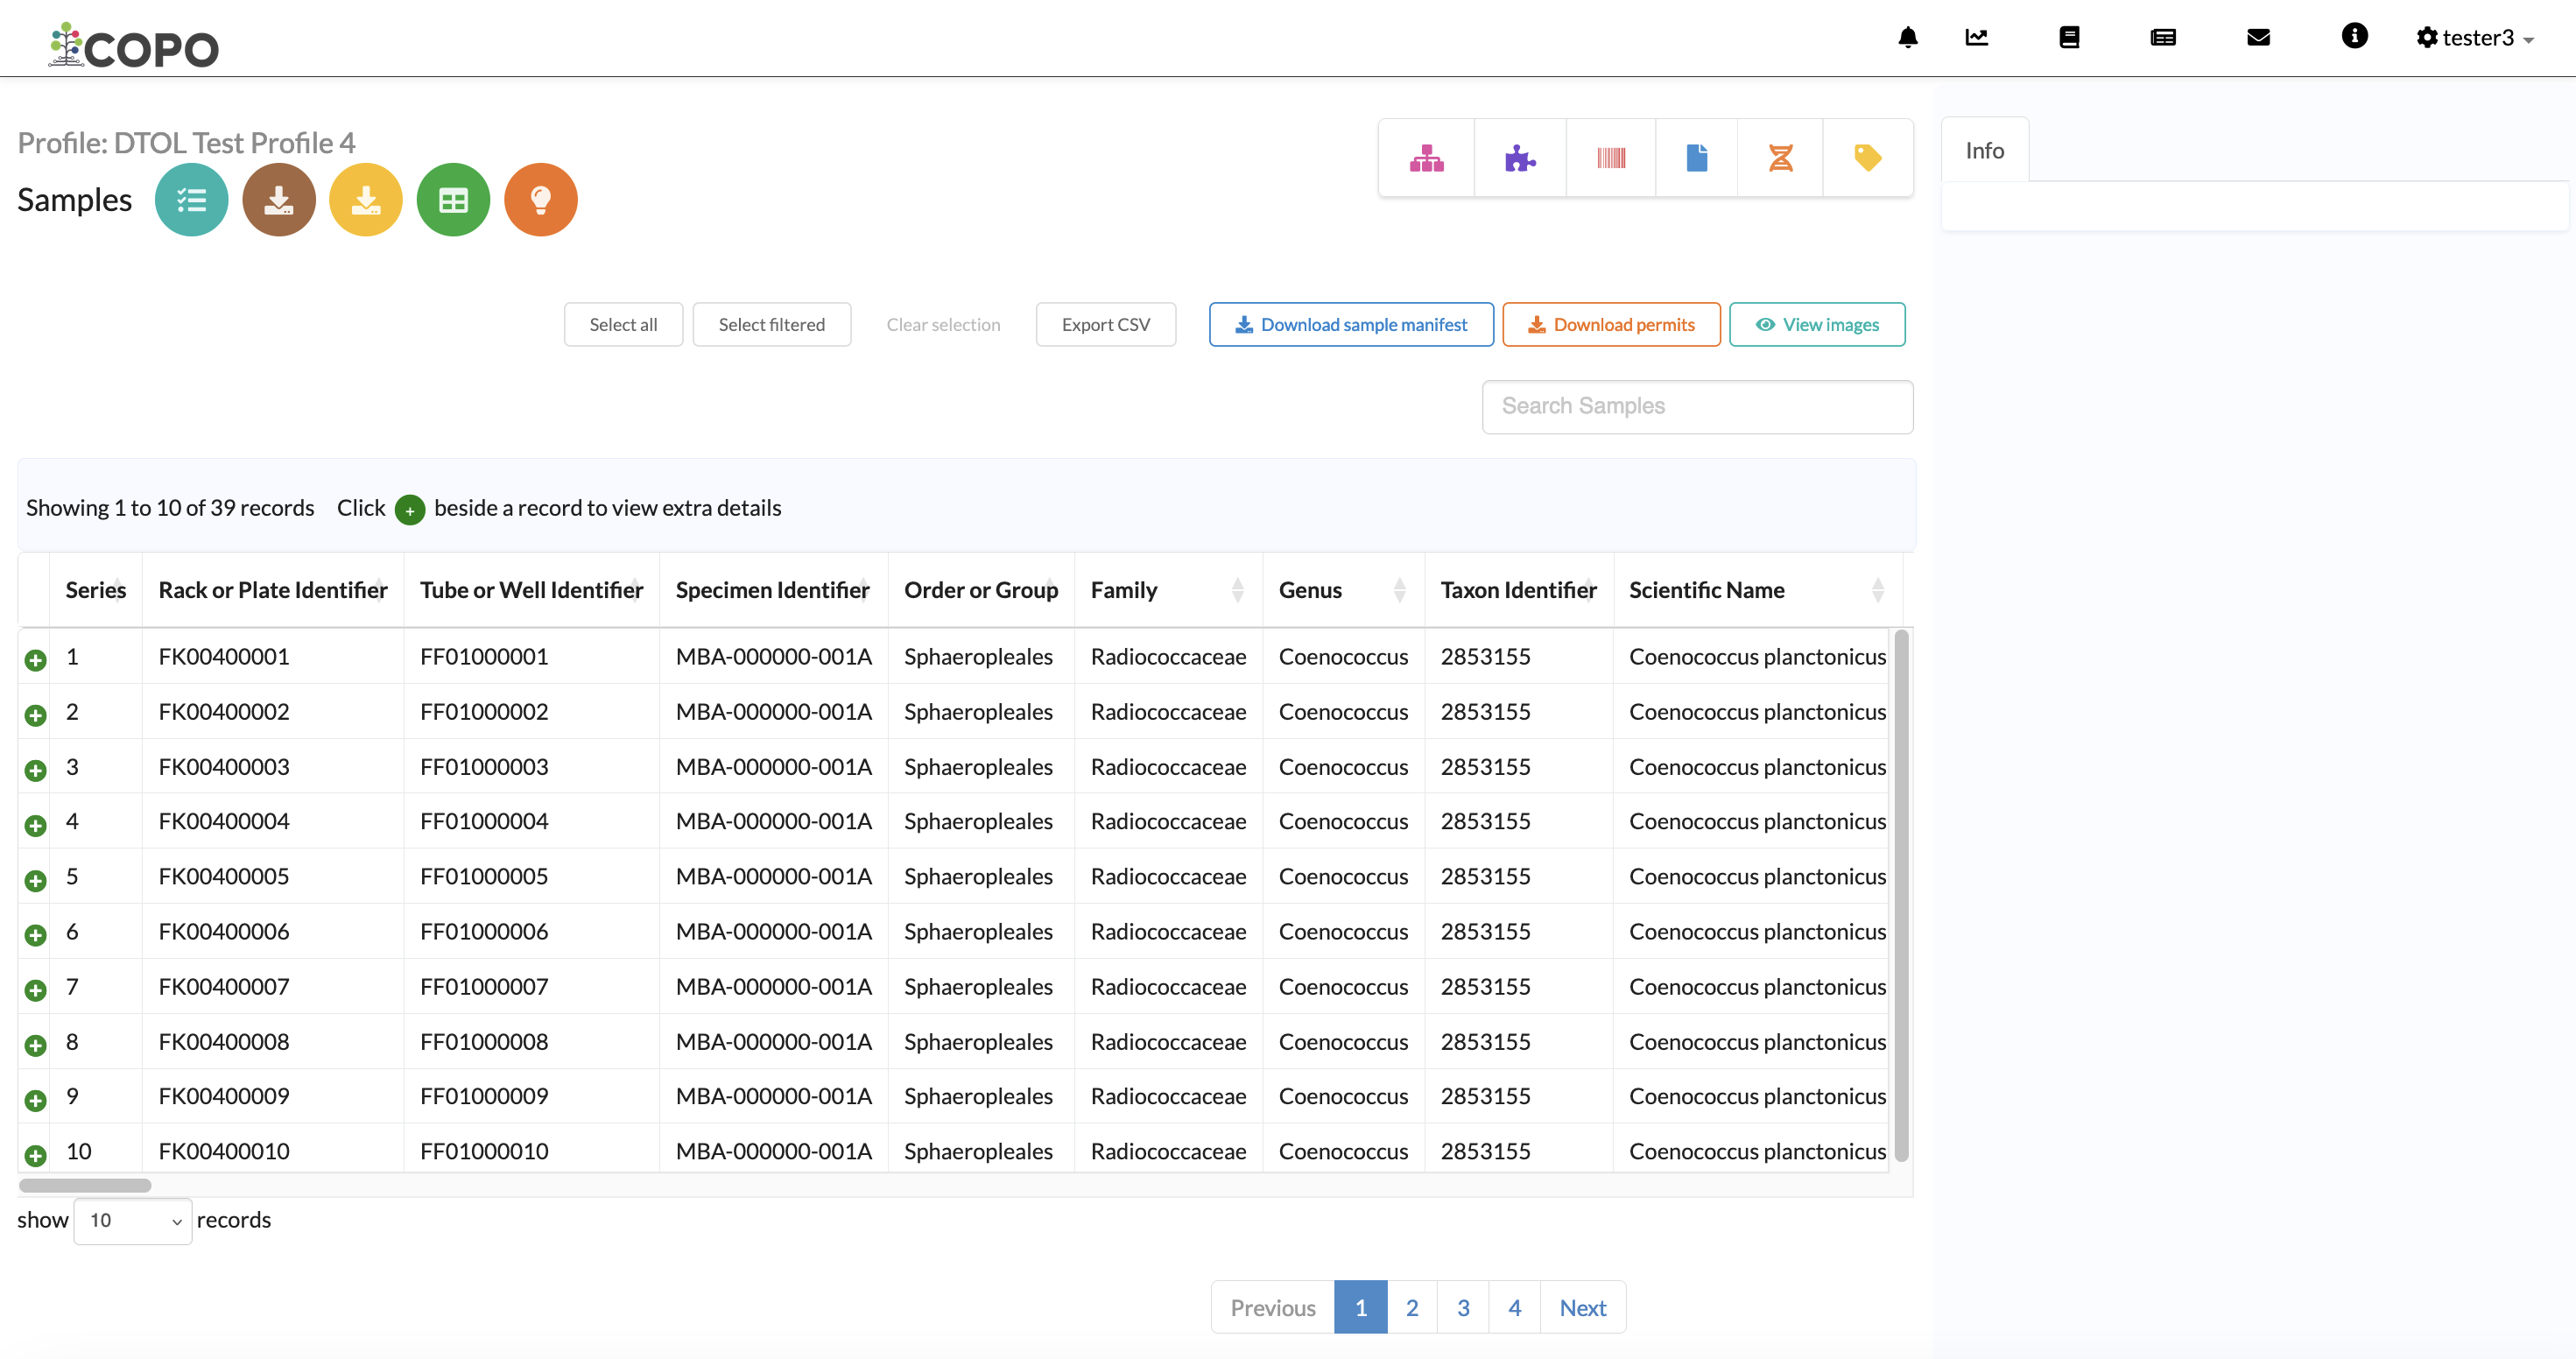 COPO
tester3
Profile: DTOL Test Profile 4
Samples
Info
Select all Select filtered Clear selection Export CSV Download sample manifest Download permits View images
Search Samples
Showing 1 to 10 of 39 records Click + beside a record to view extra details
Series Rack or Plate Identifier Tube or Well Identifier Specimen Identifier Order or Group Family Genus Taxon Identifier Scientific Name
1 FK00400001 FF01000001 MBA-000000-001A Sphaeropleales Radiococcaceae Coenococcus 2853155 Coenococcus planctonicus
2 FK00400002 FF01000002 MBA-000000-001A Sphaeropleales Radiococcaceae Coenococcus 2853155 Coenococcus planctonicus
3 FK00400003 FF01000003 MBA-000000-001A Sphaeropleales Radiococcaceae Coenococcus 2853155 Coenococcus planctonicus
4 FK00400004 FF01000004 MBA-000000-001A Sphaeropleales Radiococcaceae Coenococcus 2853155 Coenococcus planctonicus
5 FK00400005 FF01000005 MBA-000000-001A Sphaeropleales Radiococcaceae Coenococcus 2853155 Coenococcus planctonicus
6 FK00400006 FF01000006 MBA-000000-001A Sphaeropleales Radiococcaceae Coenococcus 2853155 Coenococcus planctonicus
7 FK00400007 FF01000007 MBA-000000-001A Sphaeropleales Radiococcaceae Coenococcus 2853155 Coenococcus planctonicus
8 FK00400008 FF01000008 MBA-000000-001A Sphaeropleales Radiococcaceae Coenococcus 2853155 Coenococcus planctonicus
9 FK00400009 FF01000009 MBA-000000-001A Sphaeropleales Radiococcaceae Coenococcus 2853155 Coenococcus planctonicus
10 FK00400010 FF01000010 MBA-000000-001A Sphaeropleales Radiococcaceae Coenococcus 2853155 Coenococcus planctonicus
show 10 records
Previous 1 2 3 4 Next